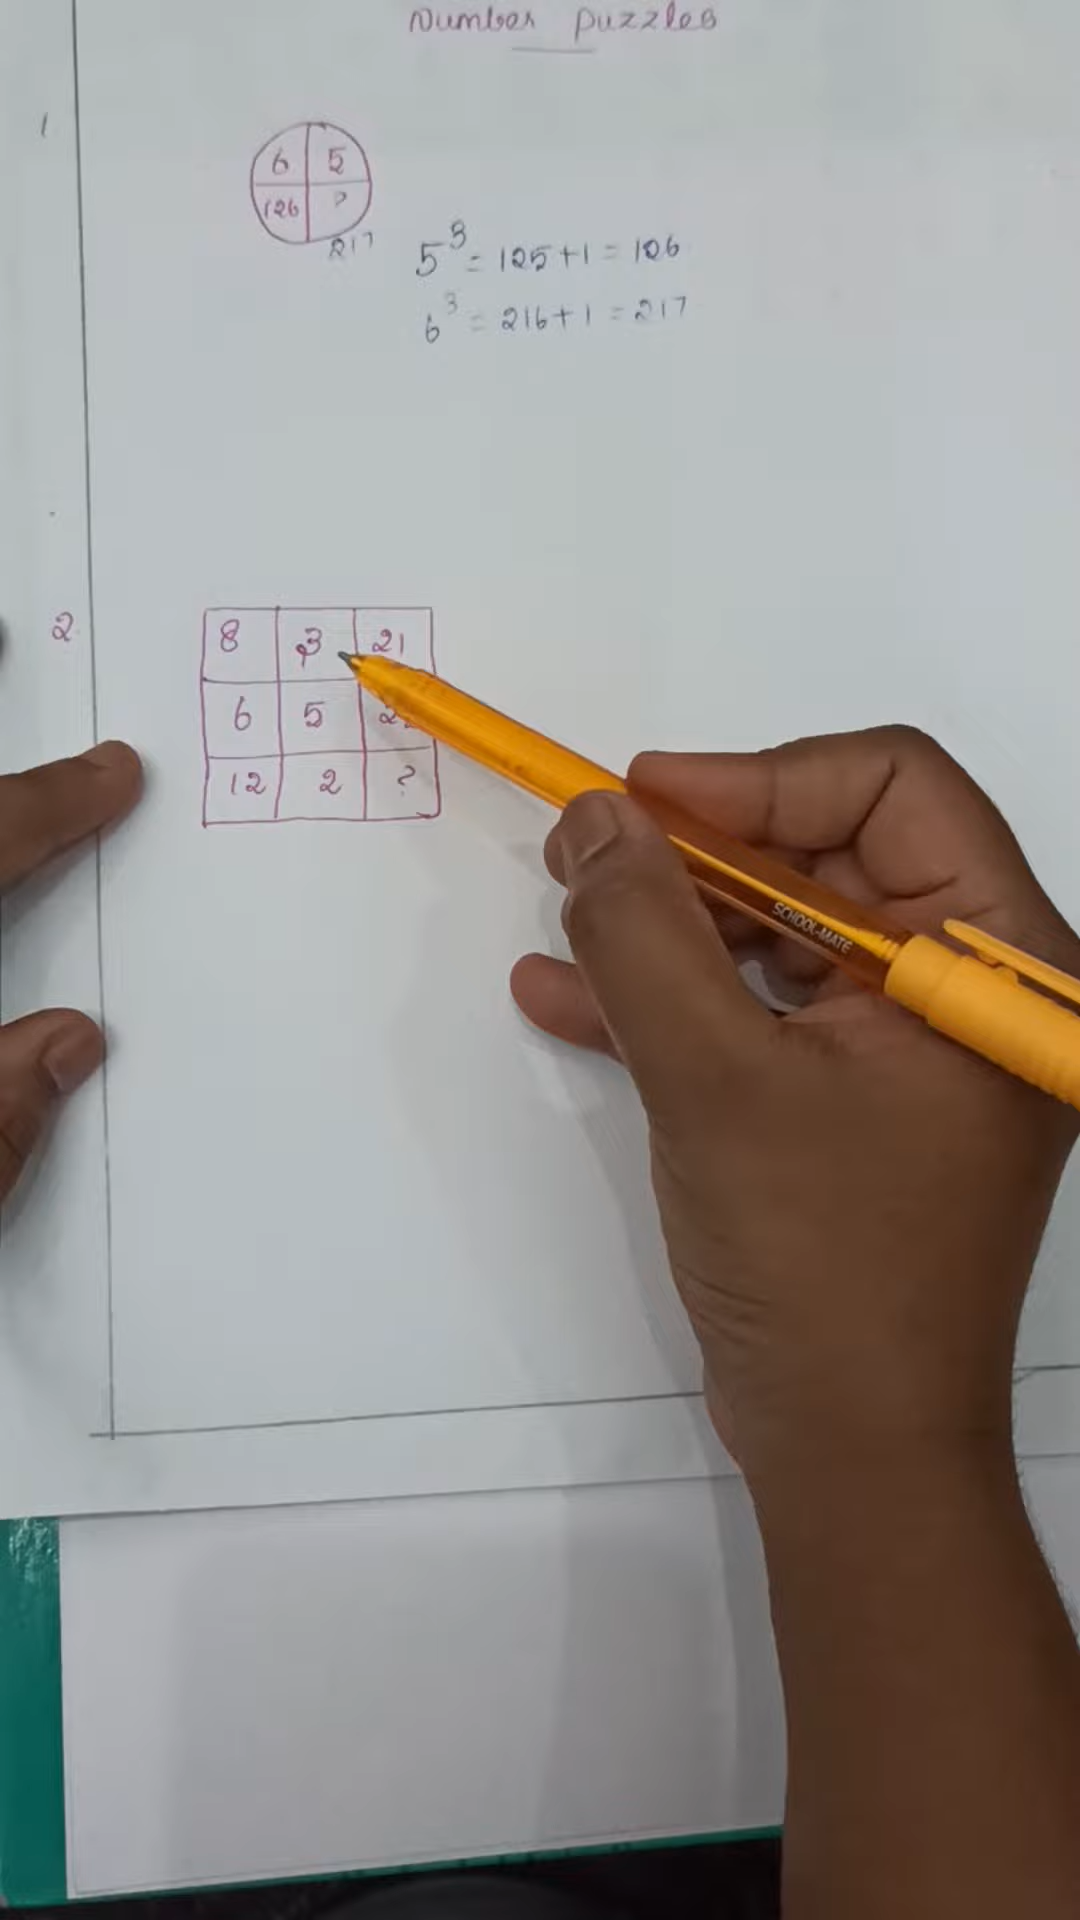 Number puzzles
1
6 5
126 ?
217
5³ = 125 + 1 = 126
6³ = 216 + 1 = 217
2
8 3 21
6 5
12 2 ?
SCHOOL-MATE